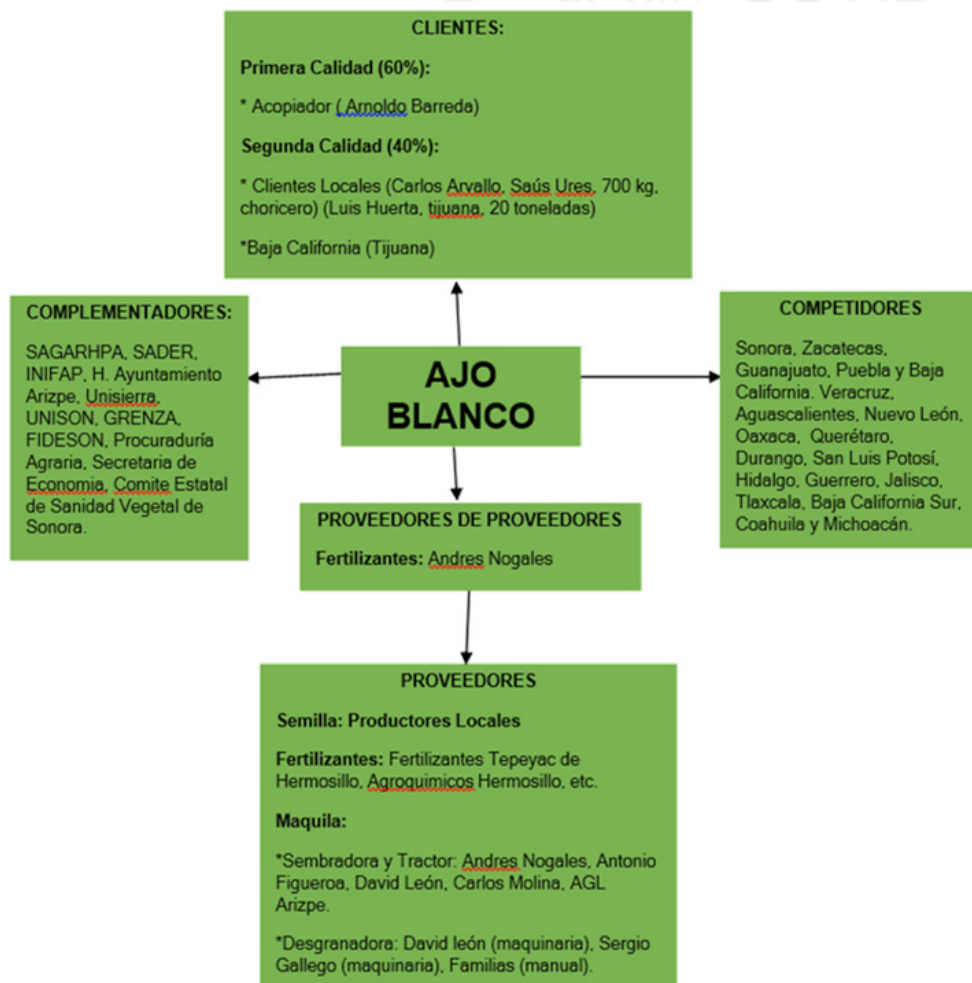 CLIENTES:
Primera Calidad (60%):
* Acopiador ( Arnoldo Barreda)
Segunda Calidad (40%):
* Clientes Locales (Carlos Arvallo, Saús Ures, 700 kg,
choricero) (Luis Huerta, tijuana, 20 toneladas)
*Baja California (Tijuana)
COMPLEMENTADORES:
SAGARHPA, SADER,
INIFAP, H. Ayuntamiento
Arizpe, Unisierra,
UNISON, GRENZA,
FIDESON, Procuraduría
Agraria, Secretaria de
Economia, Comite Estatal
de Sanidad Vegetal de
Sonora.
AJO
BLANCO
COMPETIDORES
Sonora, Zacatecas,
Guanajuato, Puebla y Baja
California. Veracruz,
Aguascalientes, Nuevo León,
Oaxaca, Querétaro,
Durango, San Luis Potosí,
Hidalgo, Guerrero, Jalisco,
Tlaxcala, Baja California Sur,
Coahuila y Michoacán.
PROVEEDORES DE PROVEEDORES
Fertilizantes: Andres Nogales
PROVEEDORES
Semilla: Productores Locales
Fertilizantes: Fertilizantes Tepeyac de
Hermosillo, Agroquimicos Hermosillo, etc.
Maquila:
*Sembradora y Tractor: Andres Nogales, Antonio
Figueroa, David León, Carlos Molina, AGL
Arizpe.
*Desgranadora: David león (maquinaria), Sergio
Gallego (maquinaria), Familias (manual).